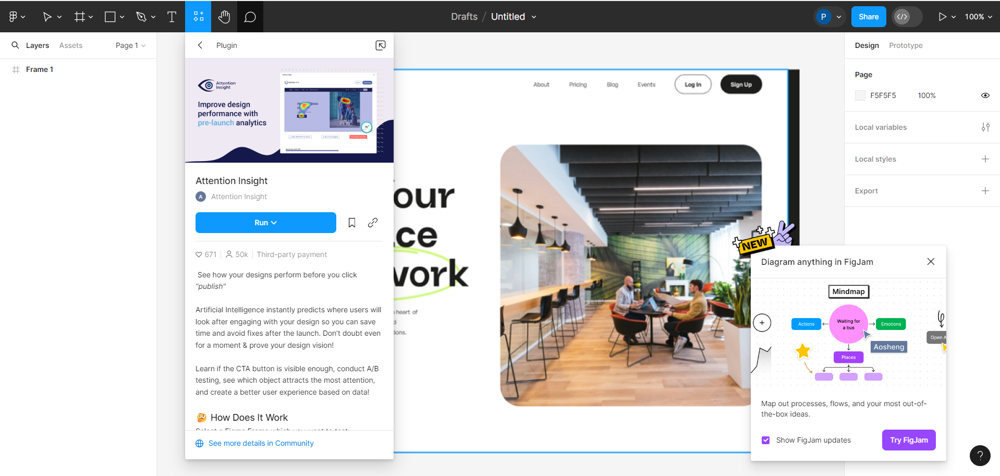 Drafts / Untitled
P
Share
100%
Layers
Assets
Page 1
Frame 1
Plugin
Attention
Insight
Improve design
performance with
pre-launch analytics
Attention Insight
A Attention Insight
Run
671
50k
Third-party payment
See how your designs perform before you click
"publish"
Artificial Intelligence instantly predicts where users will
look after engaging with your design so you can save
time and avoid fixes after the launch. Don't doubt even
for a moment & prove your design vision!
Learn if the CTA button is visible enough, conduct A/B
testing, see which object attracts the most attention,
and create a better user experience based on data!
🤔 How Does It Work
Select a Figma Frame which you want to test:
See more details in Community
About
Pricing
Blog
Events
Log In
Sign Up
our
ce
work
heart of
d
ions.
Design
Prototype
Page
F5F5F5
100%
Local variables
Local styles
Export
NEW
Diagram anything in FigJam
Mindmap
Actions
Waiting for
a bus
Emotions
Open A
Aosheng
Places
Map out processes, flows, and your most out-of-
the-box ideas.
Show FigJam updates
Try FigJam
?